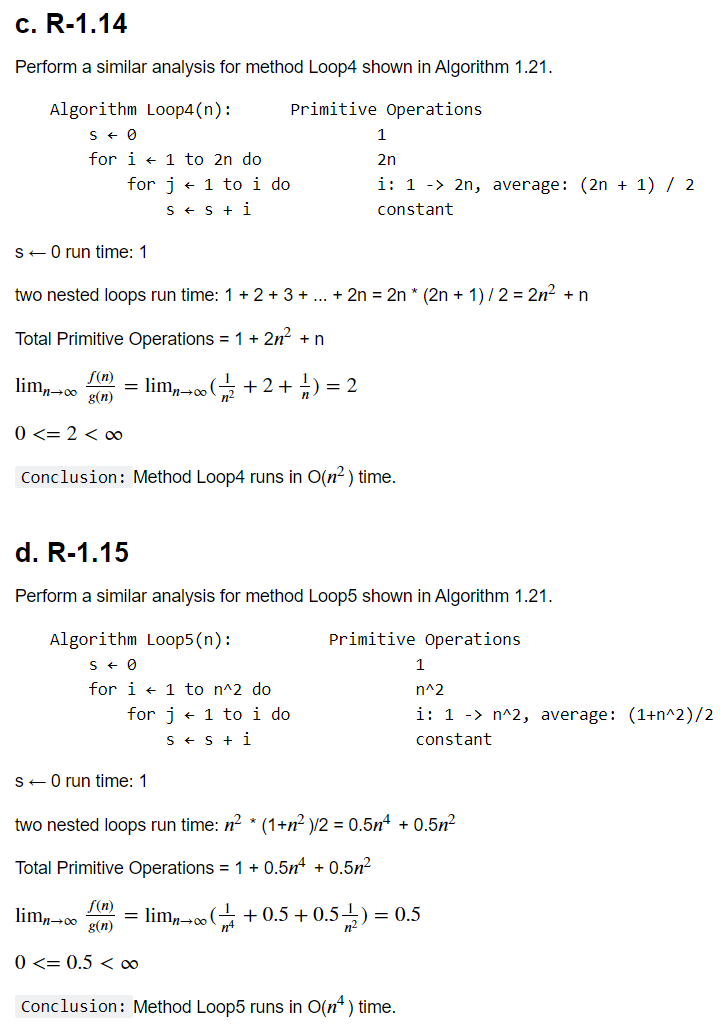 c. R-1.14
Perform a similar analysis for method Loop4 shown in Algorithm 1.21.
Algorithm Loop4(n): Primitive Operations
s ← 0 1
for i ← 1 to 2n do 2n
for j ← 1 to i do i: 1 -> 2n, average: (2n + 1) / 2
s ← s + i constant
s ← 0 run time: 1
two nested loops run time: 1 + 2 + 3 + ... + 2n = 2n * (2n + 1) / 2 = 2n² + n
Total Primitive Operations = 1 + 2n² + n
limₙ→∞ f(n)/g(n) = limₙ→∞(1/n² + 2 + 1/n) = 2
0 <= 2 < ∞
Conclusion: Method Loop4 runs in O(n²) time.
d. R-1.15
Perform a similar analysis for method Loop5 shown in Algorithm 1.21.
Algorithm Loop5(n): Primitive Operations
s ← 0 1
for i ← 1 to n^2 do n^2
for j ← 1 to i do i: 1 -> n^2, average: (1+n^2)/2
s ← s + i constant
s ← 0 run time: 1
two nested loops run time: n² * (1+n²)/2 = 0.5n⁴ + 0.5n²
Total Primitive Operations = 1 + 0.5n⁴ + 0.5n²
limₙ→∞ f(n)/g(n) = limₙ→∞(1/n⁴ + 0.5 + 0.5 1/n²) = 0.5
0 <= 0.5 < ∞
Conclusion: Method Loop5 runs in O(n⁴) time.